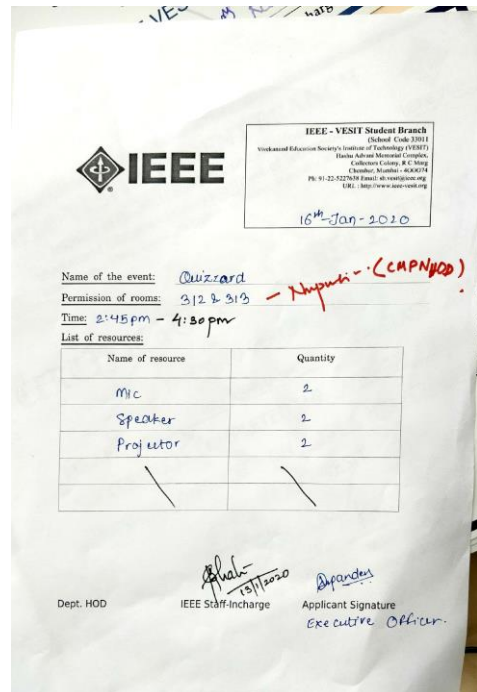 IEEE
IEEE - VESIT Student Branch
(School Code 33011
Vivekanand Education Society's Institute of Technology (VESIT)
Hashu Advani Memorial Complex,
Collectors Colony, R C Marg
Chembur, Mumbai - 400074
Ph: 91-22-5227638 Email: sb.vesit@ieee.org
URL : http://www.ieee-vesit.org
16th-Jan-2020
Name of the event: Quizzard
Permission of rooms: 312 & 313 - (CMPN HOD)
Time: 2:45pm - 4:30pm
List of resources:
Name of resource Quantity
Mic 2
Speaker 2
Projector 2
13/1/2020
Dept. HOD IEEE Staff-Incharge Applicant Signature
Executive Officer.